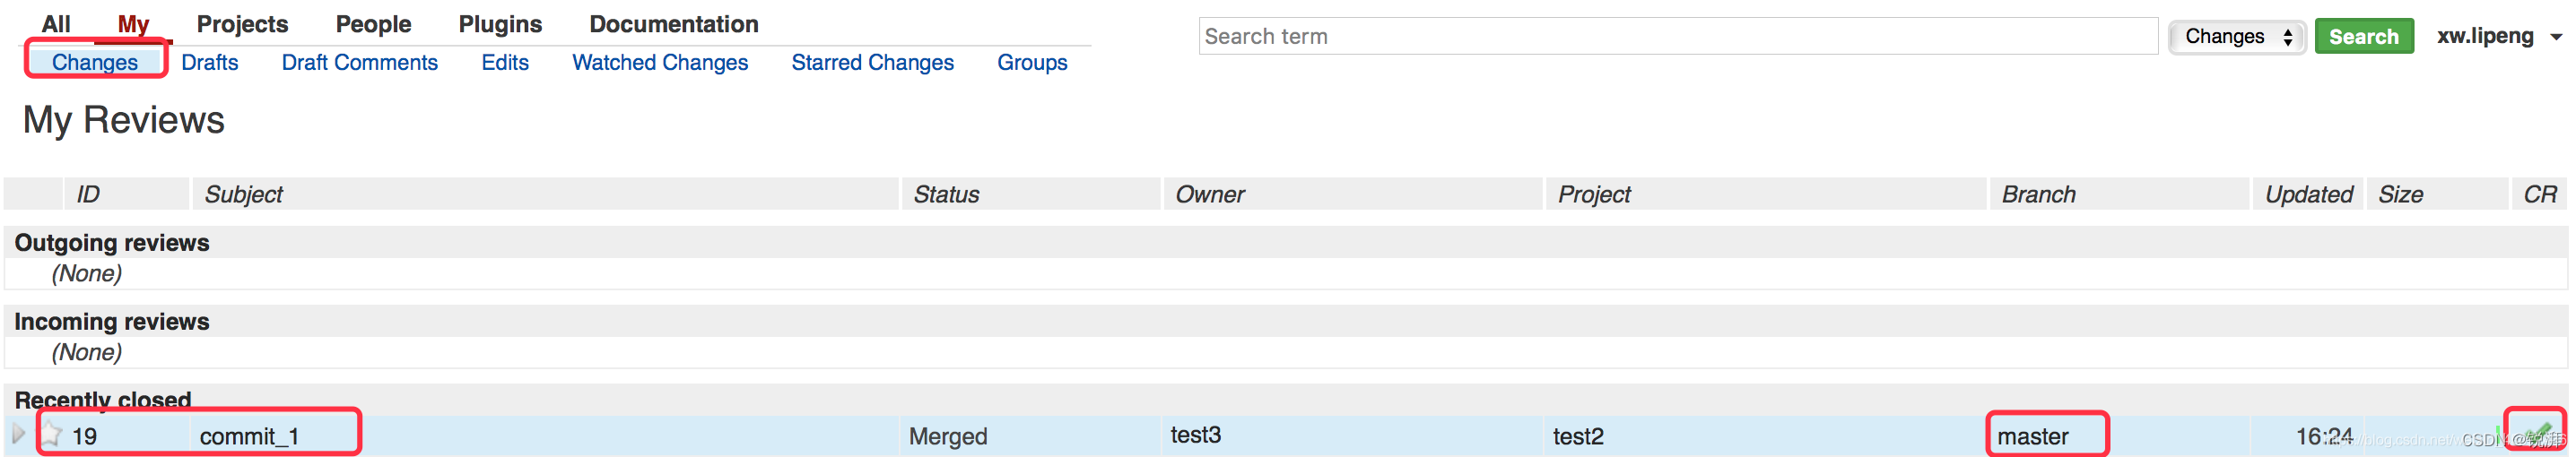 All My Projects People Plugins Documentation
Search term Changes Search xw.lipeng
Changes Drafts Draft Comments Edits Watched Changes Starred Changes Groups
My Reviews
ID Subject Status Owner Project Branch Updated Size CR
Outgoing reviews
(None)
Incoming reviews
(None)
Recently closed
19 commit_1 Merged test3 test2 master 16:24
CSDN